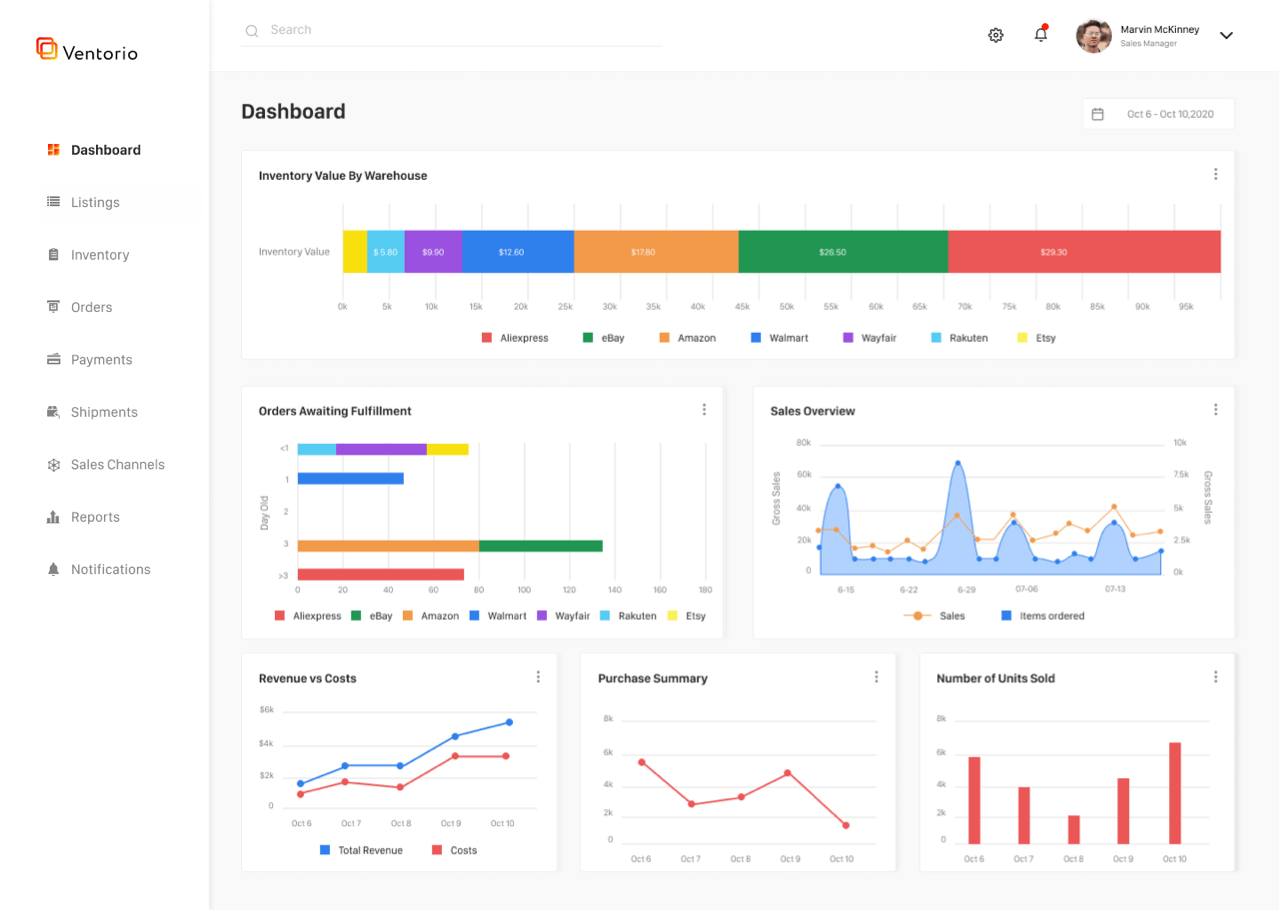 Ventorio
Search
Marvin McKinney
Sales Manager
Dashboard
Listings
Inventory
Orders
Payments
Shipments
Sales Channels
Reports
Notifications
Dashboard
Oct 6 - Oct 10,2020
Inventory Value By Warehouse
Inventory Value
$ 5.80 $9.90 $12.60 $17.80 $26.50 $29.30
0k 5k 10k 15k 20k 25k 30k 35k 40k 45k 50k 55k 60k 65k 70k 75k 80k 85k 90k 95k
Aliexpress eBay Amazon Walmart Wayfair Rakuten Etsy
Orders Awaiting Fulfillment
Day Old
<1
1
2
3
>3
0 20 40 60 80 100 120 140 160 180
Aliexpress eBay Amazon Walmart Wayfair Rakuten Etsy
Sales Overview
Gross Sales
80k
60k
40k
20k
0
10k
7.5k
5k
2.5k
0k
Gross Sales
6-15 6-22 6-29 07-06 07-13
Sales Items ordered
Revenue vs Costs
$6k
$4k
$2k
0
Oct 6 Oct 7 Oct 8 Oct 9 Oct 10
Total Revenue Costs
Purchase Summary
8k
6k
4k
2k
0
Oct 6 Oct 7 Oct 8 Oct 9 Oct 10
Number of Units Sold
8k
6k
4k
2k
0
Oct 6 Oct 7 Oct 8 Oct 9 Oct 10